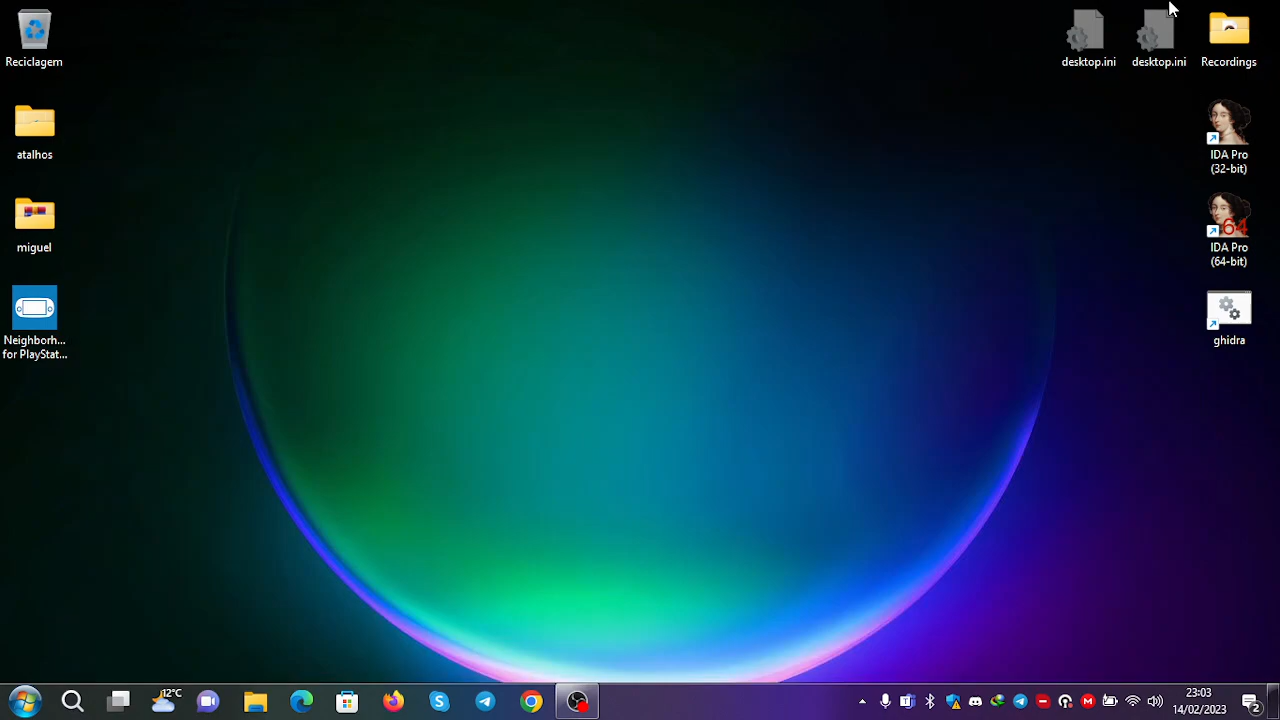 Reciclagem
atalhos
miguel
Neighborh...
for PlayStat...
desktop.ini
desktop.ini
Recordings
IDA Pro
(32-bit)
64
IDA Pro
(64-bit)
ghidra
12°C
23:03
14/02/2023
2